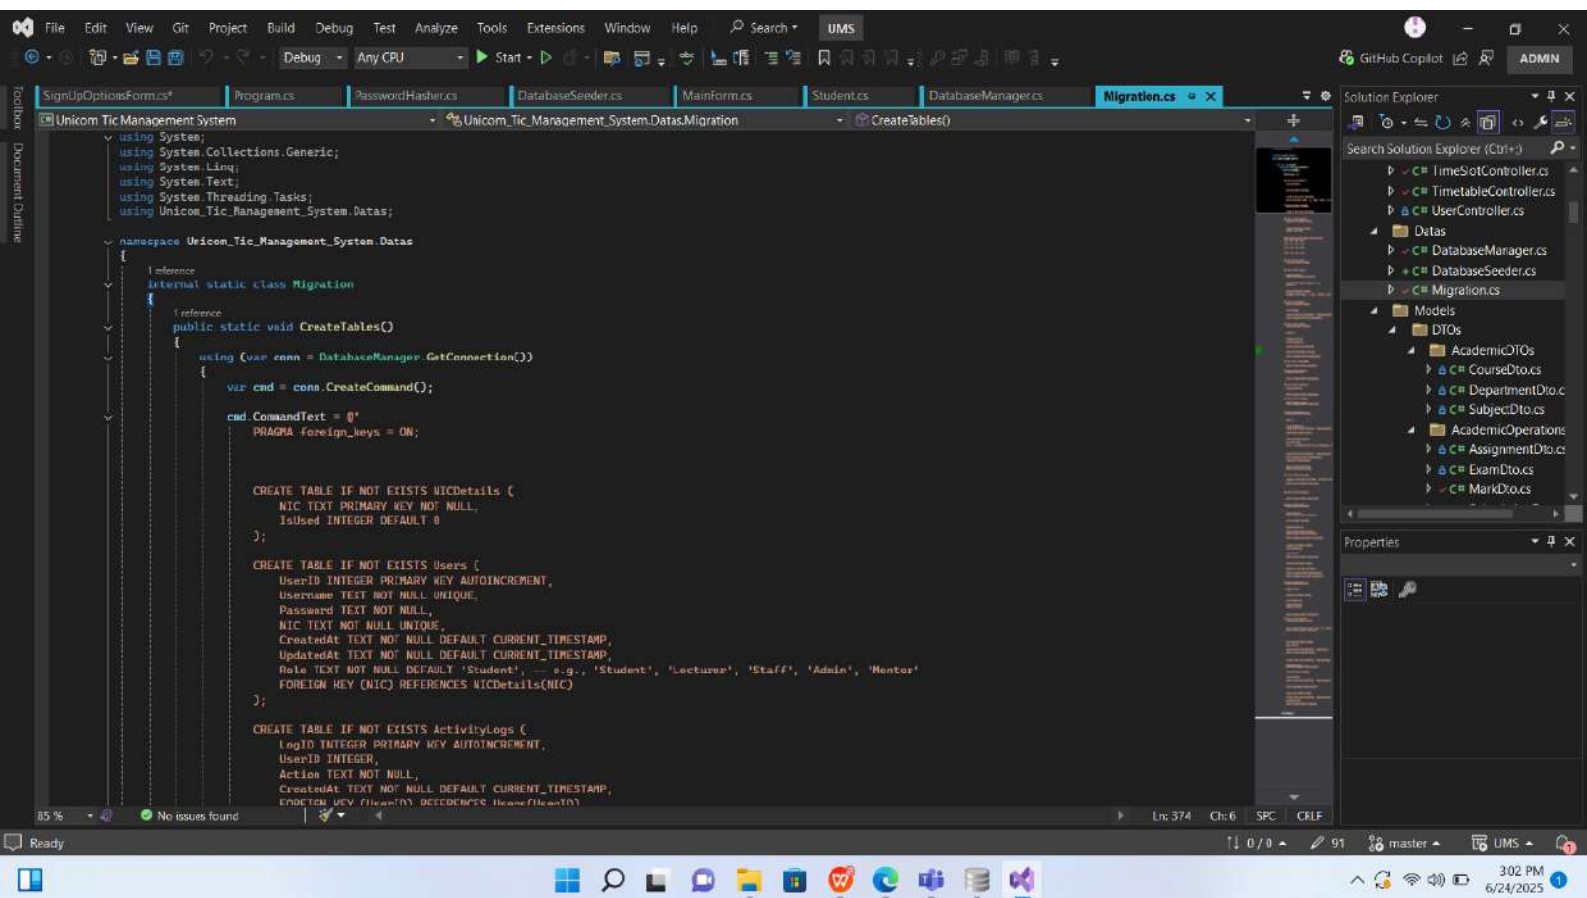 File Edit View Git Project Build Debug Test Analyze Tools Extensions Window Help Search UMS
Debug Any CPU Start GitHub Copilot ADMIN
SignUpOptionsForm.cs* Program.cs PasswordHasher.cs DatabaseSeeder.cs MainForm.cs Student.cs DatabaseManager.cs Migration.cs
Unicom Tic Management System Unicom_Tic_Management_System.Datas.Migration CreateTables()
Toolbox
Document Outline
using System;
using System.Collections.Generic;
using System.Linq;
using System.Text;
using System.Threading.Tasks;
using Unicom_Tic_Management_System.Datas;
namespace Unicom_Tic_Management_System.Datas
{
1 reference
internal static class Migration
{
1 reference
public static void CreateTables()
{
using (var conn = DatabaseManager.GetConnection())
{
var cmd = conn.CreateCommand();
cmd.CommandText = @"
PRAGMA foreign_keys = ON;
CREATE TABLE IF NOT EXISTS NICDetails (
NIC TEXT PRIMARY KEY NOT NULL,
IsUsed INTEGER DEFAULT 0
);
CREATE TABLE IF NOT EXISTS Users (
UserID INTEGER PRIMARY KEY AUTOINCREMENT,
Username TEXT NOT NULL UNIQUE,
Password TEXT NOT NULL,
NIC TEXT NOT NULL UNIQUE,
CreatedAt TEXT NOT NULL DEFAULT CURRENT_TIMESTAMP,
UpdatedAt TEXT NOT NULL DEFAULT CURRENT_TIMESTAMP,
Role TEXT NOT NULL DEFAULT 'Student', -- e.g., 'Student', 'Lecturer', 'Staff', 'Admin', 'Mentor'
FOREIGN KEY (NIC) REFERENCES NICDetails(NIC)
);
CREATE TABLE IF NOT EXISTS ActivityLogs (
LogID INTEGER PRIMARY KEY AUTOINCREMENT,
UserID INTEGER,
Action TEXT NOT NULL,
CreatedAt TEXT NOT NULL DEFAULT CURRENT_TIMESTAMP,
FOREIGN KEY (UserID) REFERENCES Users(UserID)
85 % No issues found Ln: 374 Ch: 6 SPC CRLF
Solution Explorer
Search Solution Explorer (Ctrl+;)
C# TimeSlotController.cs
C# TimetableController.cs
C# UserController.cs
Datas
C# DatabaseManager.cs
C# DatabaseSeeder.cs
C# Migration.cs
Models
DTOs
AcademicDTOs
C# CourseDto.cs
C# DepartmentDto.c
C# SubjectDto.cs
AcademicOperations
C# AssignmentDto.cs
C# ExamDto.cs
C# MarkDto.cs
Properties
Ready 0 / 0 91 master UMS 1
3:02 PM
6/24/2025 1